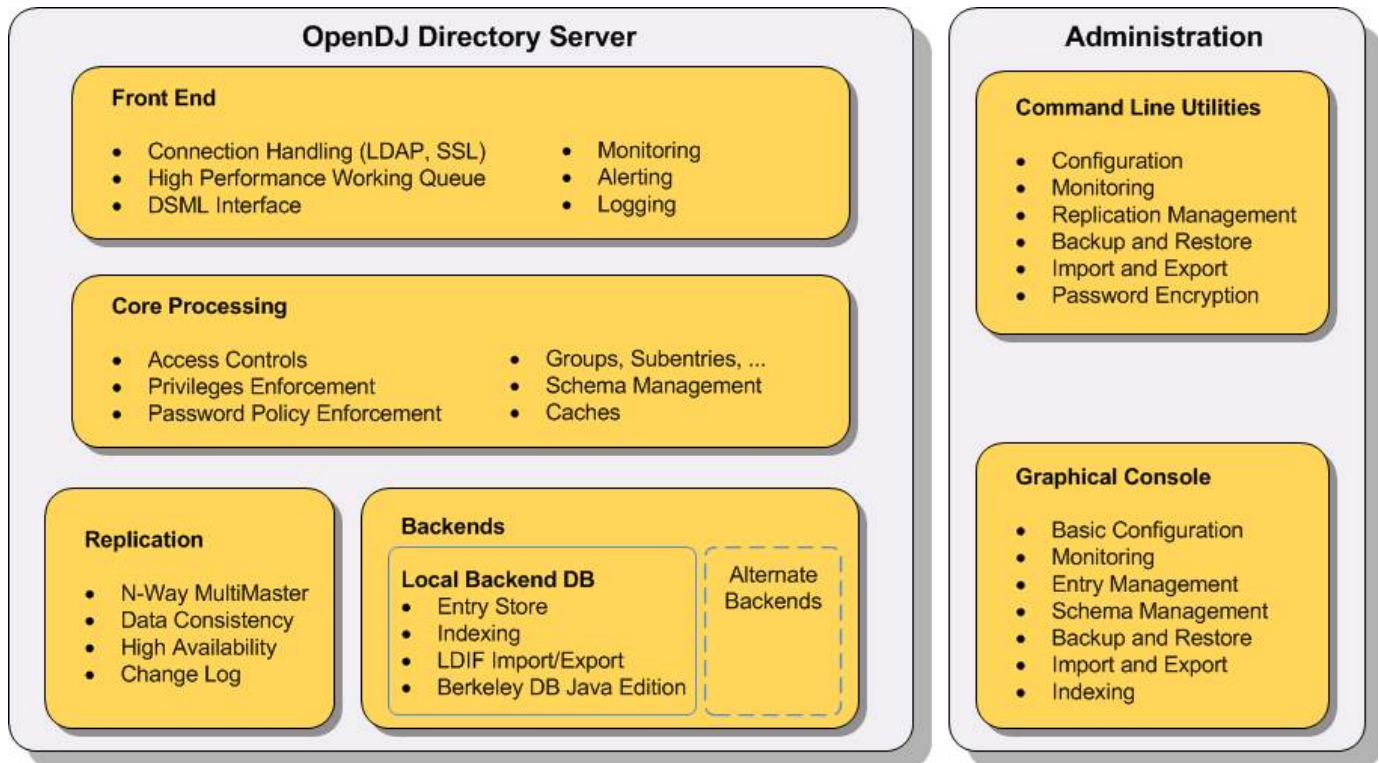 OpenDJ Directory Server
Front End
• Connection Handling (LDAP, SSL)
• High Performance Working Queue
• DSML Interface
• Monitoring
• Alerting
• Logging
Core Processing
• Access Controls
• Privileges Enforcement
• Password Policy Enforcement
• Groups, Subentries, ...
• Schema Management
• Caches
Replication
• N-Way MultiMaster
• Data Consistency
• High Availability
• Change Log
Backends
Local Backend DB
• Entry Store
• Indexing
• LDIF Import/Export
• Berkeley DB Java Edition
Alternate
Backends
Administration
Command Line Utilities
• Configuration
• Monitoring
• Replication Management
• Backup and Restore
• Import and Export
• Password Encryption
Graphical Console
• Basic Configuration
• Monitoring
• Entry Management
• Schema Management
• Backup and Restore
• Import and Export
• Indexing